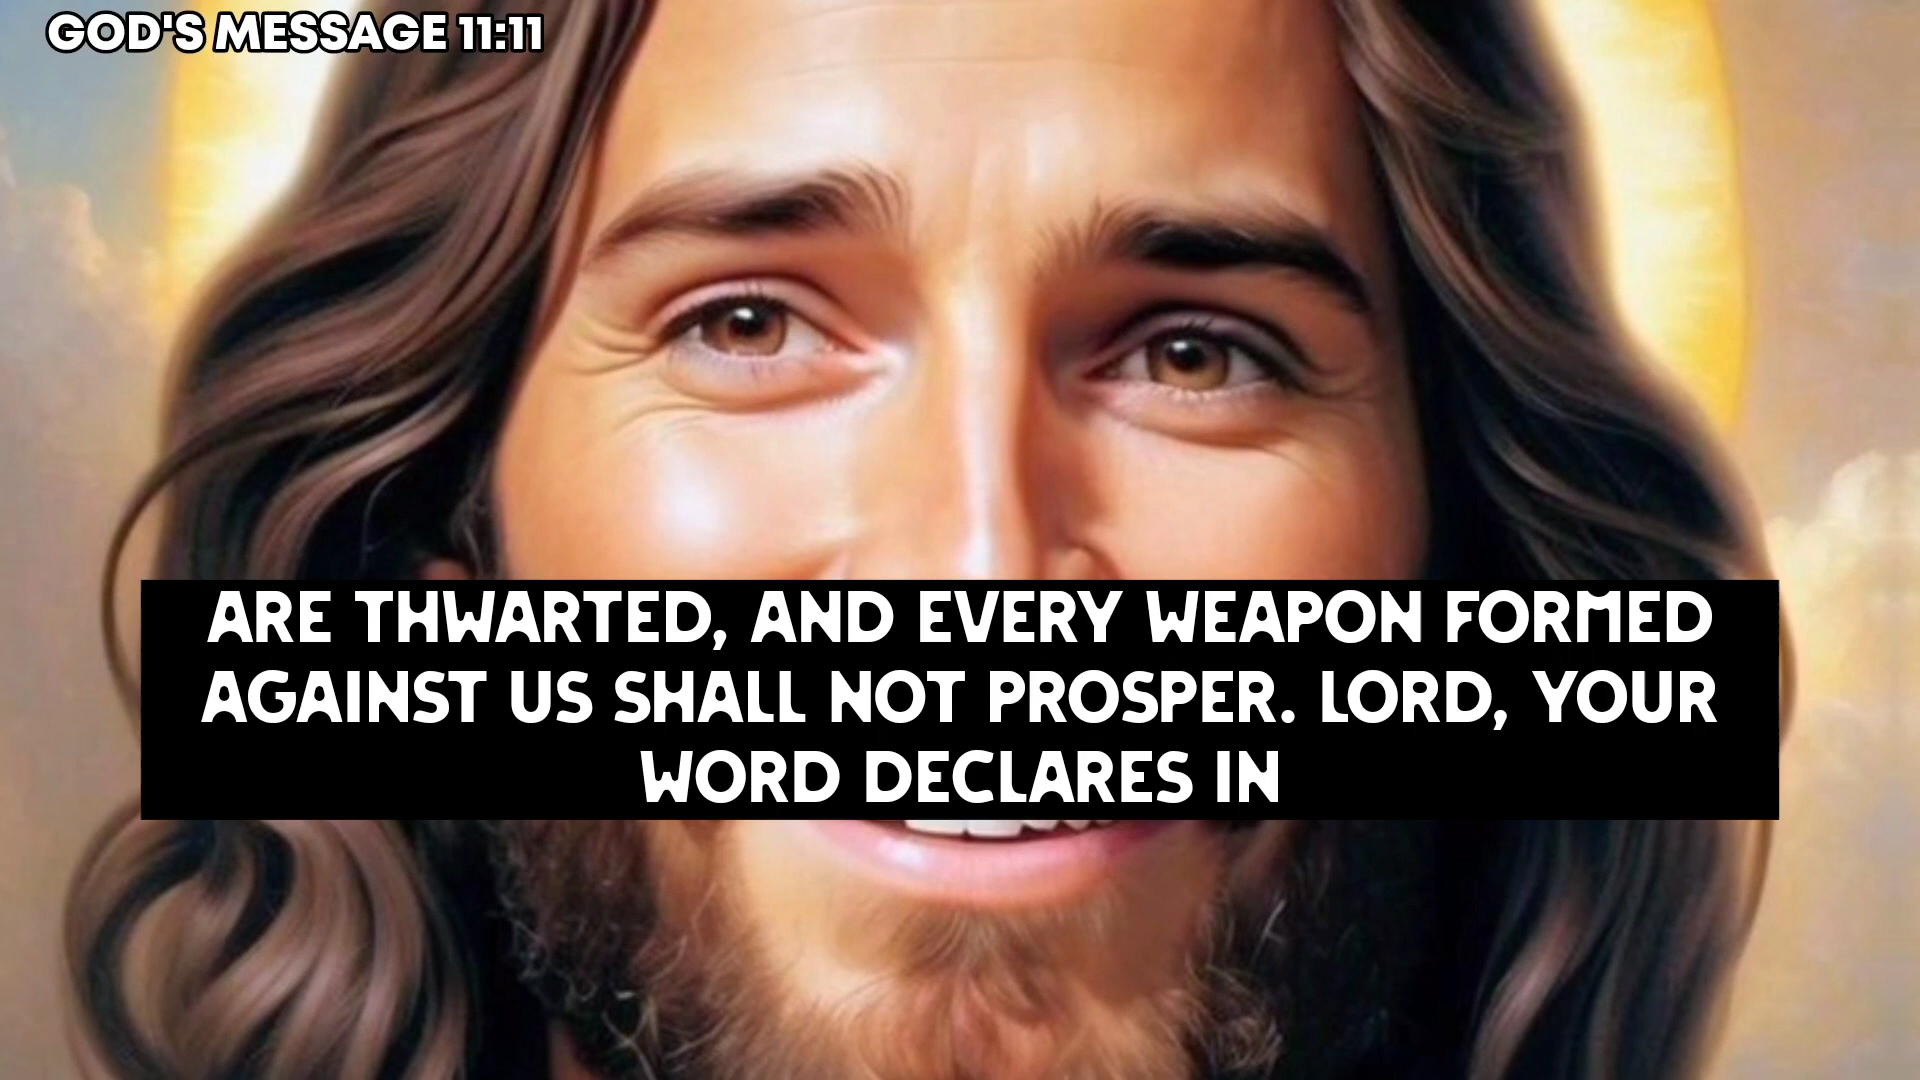 GOD'S MESSAGE 11:11
ARE THWARTED, AND EVERY WEAPON FORMED
AGAINST US SHALL NOT PROSPER. LORD, YOUR
WORD DECLARES IN